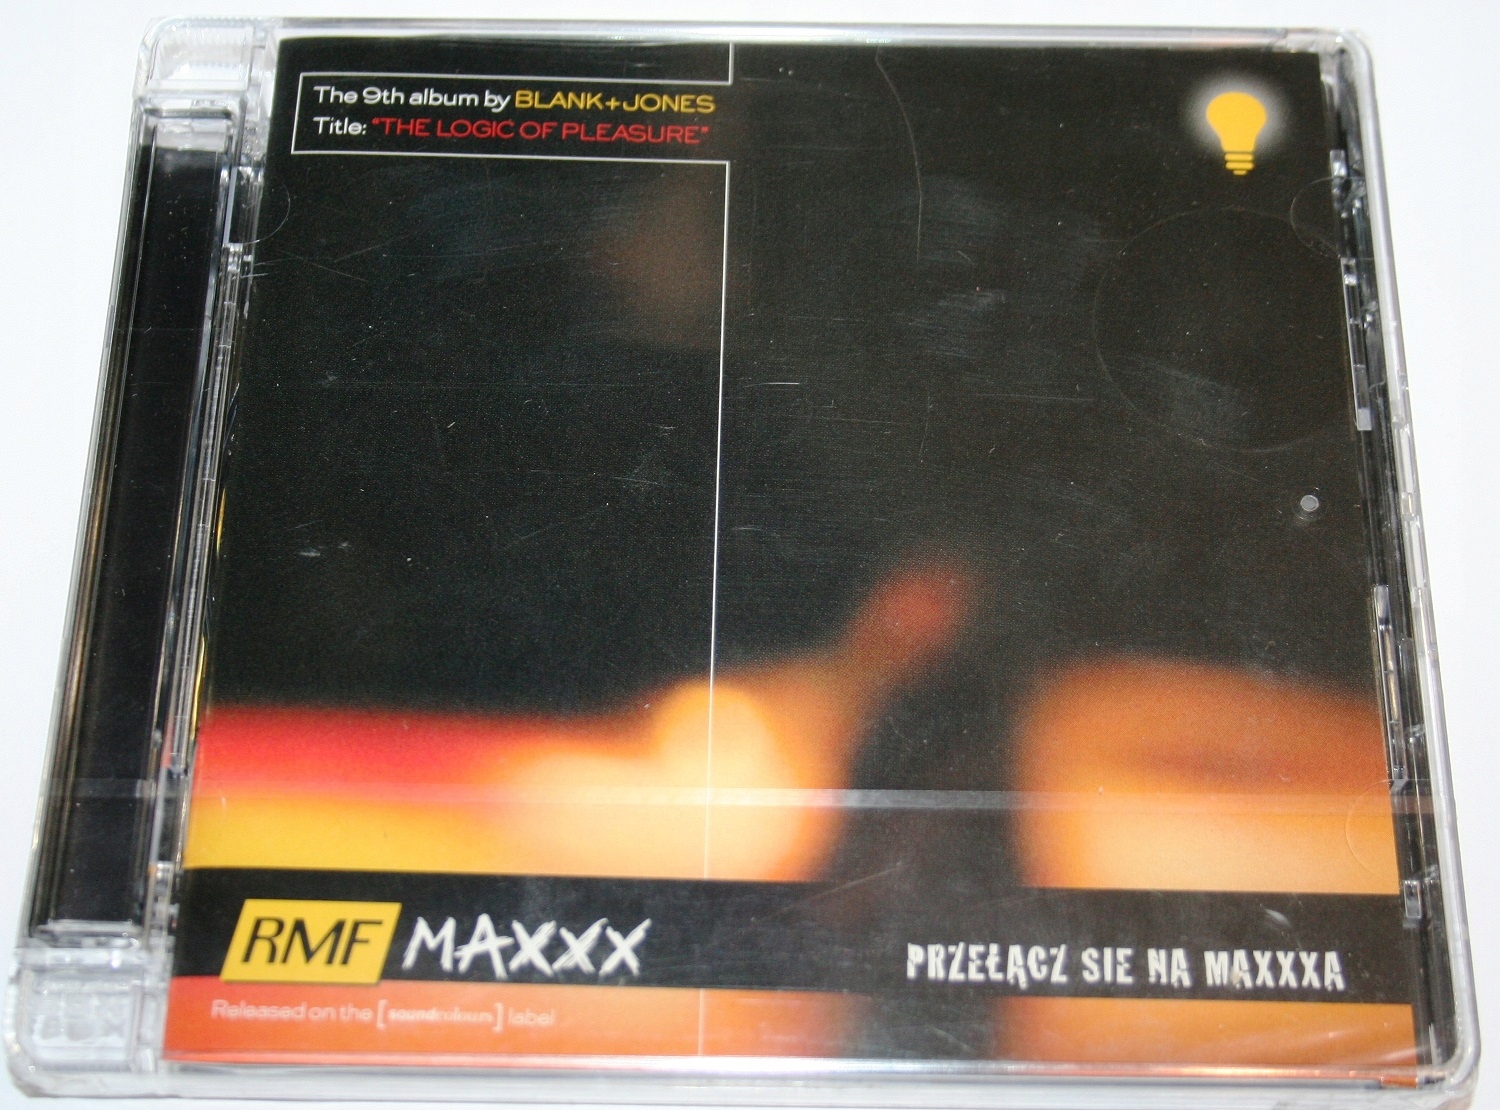 The 9th album by BLANK+JONES
Title: "THE LOGIC OF PLEASURE"
RMF MAXXX
PRZEŁĄCZ SIE NA MAXXXA
Released on the [soundcolours] label